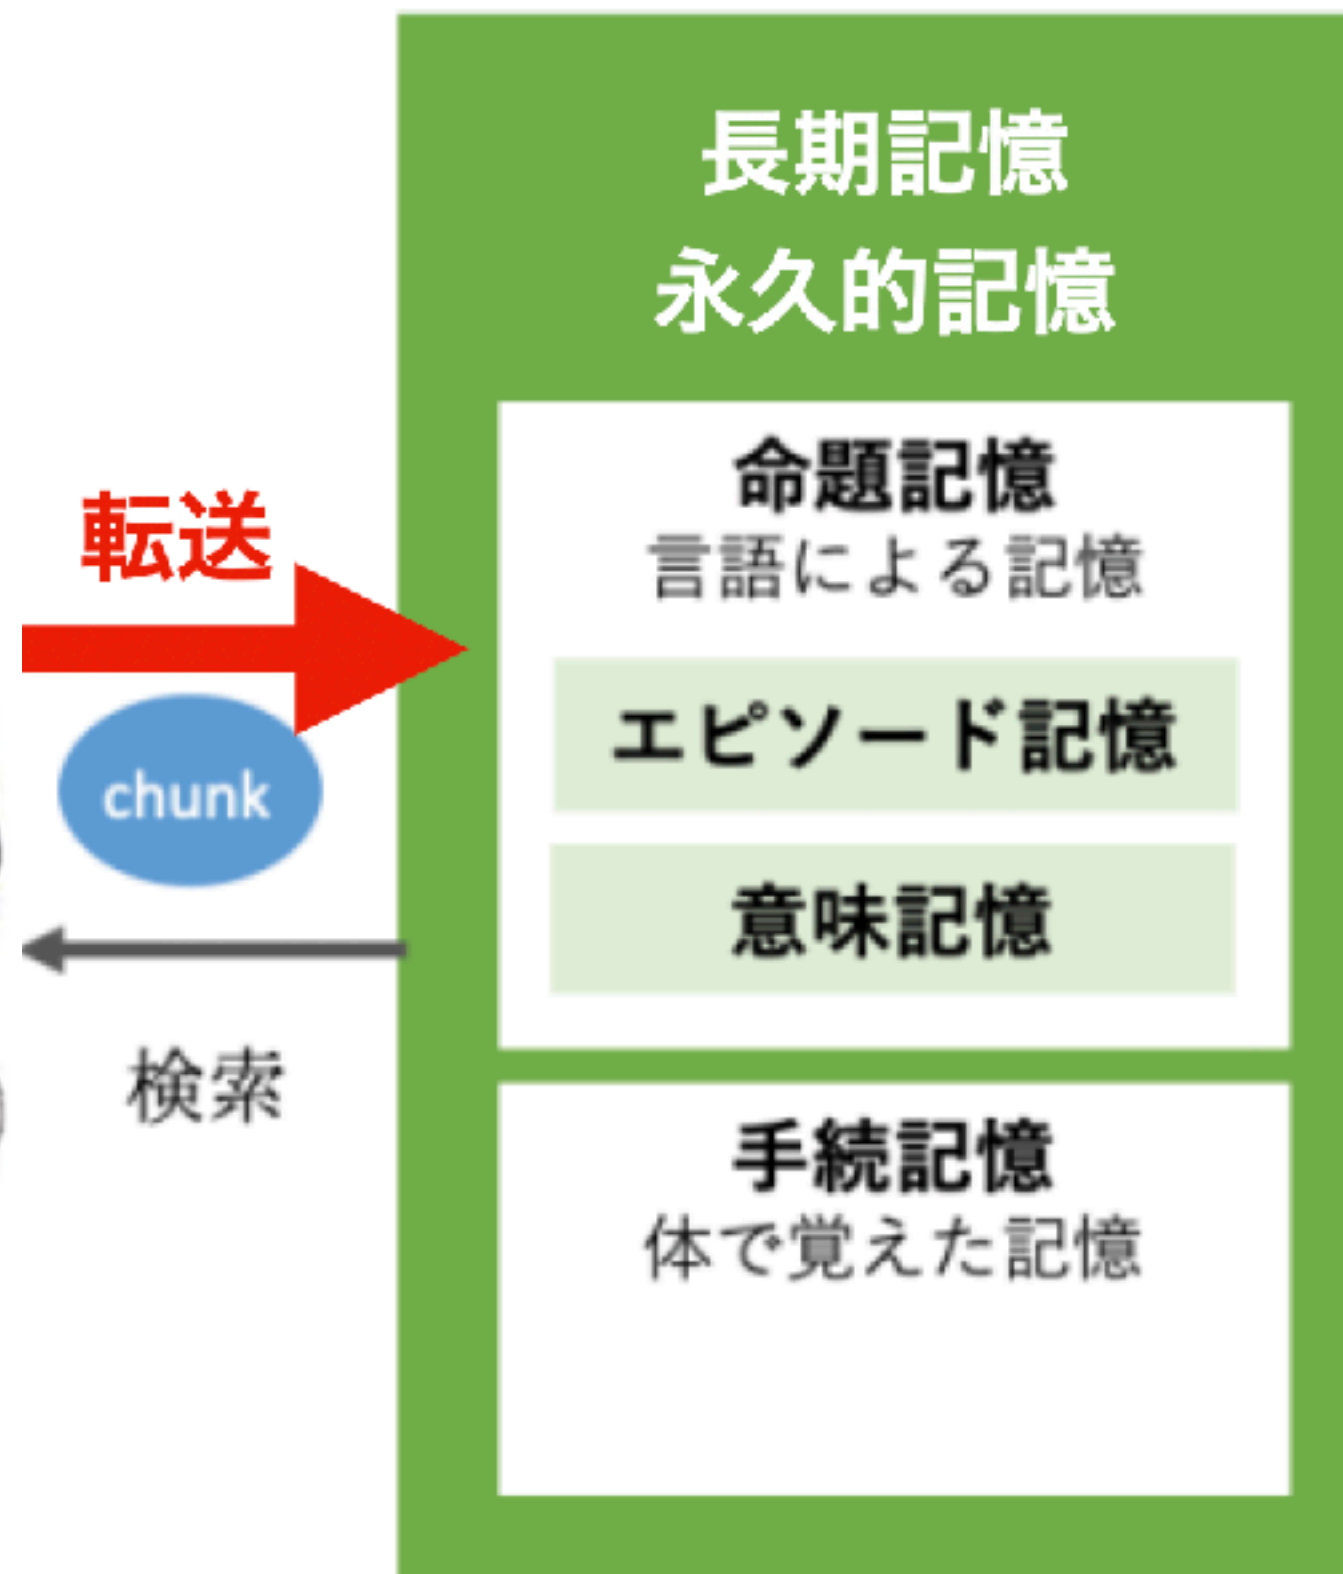 長期記憶
永久的記憶
命題記憶
言語による記憶
エピソード記憶
意味記憶
手続記憶
体で覚えた記憶
転送
chunk
検索